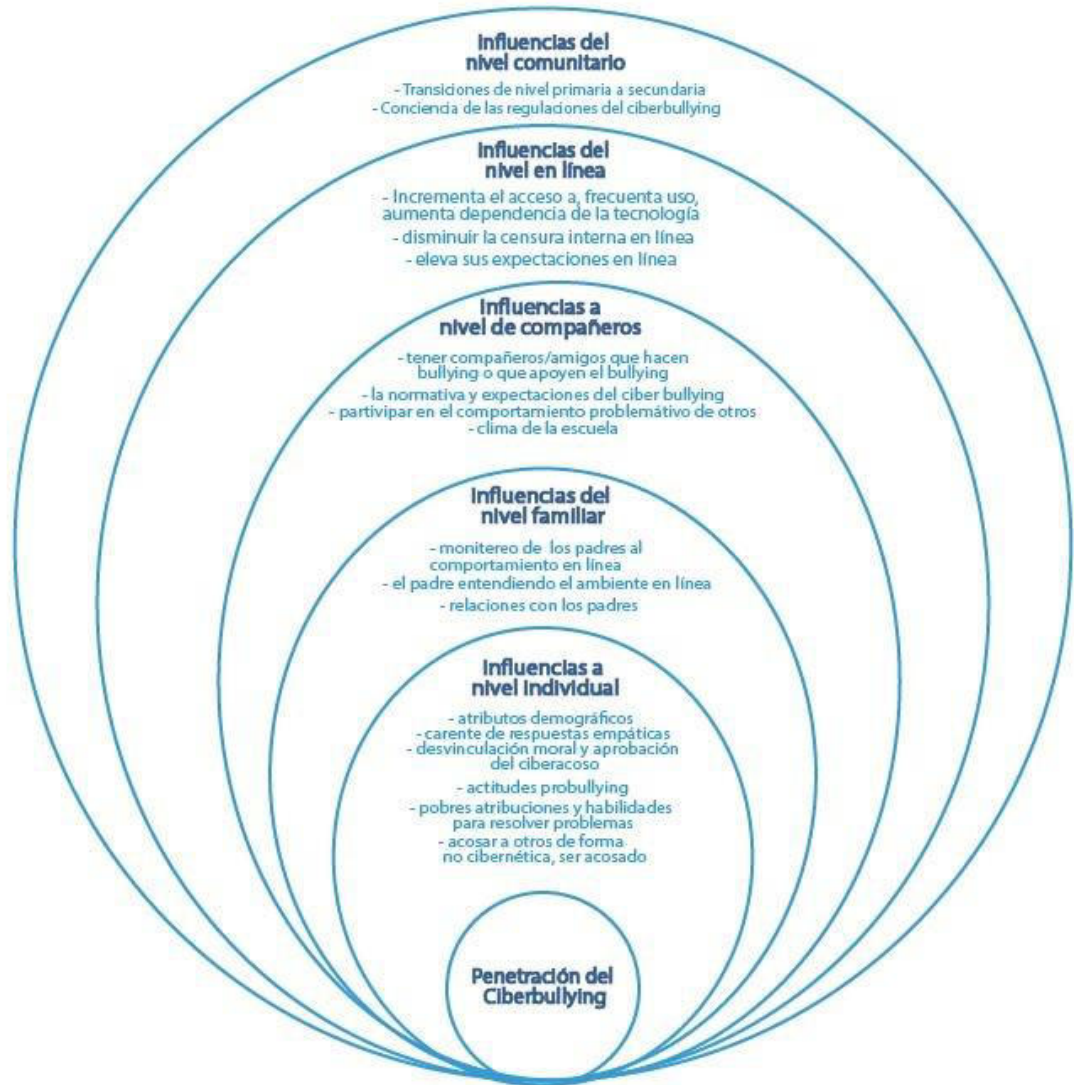 Influencias del
nivel comunitario
- Transiciones de nivel primaria a secundaria
- Conciencia de las regulaciones del ciberbullying
Influencias del
nivel en línea
- Incrementa el acceso a, frecuenta uso,
aumenta dependencia de la tecnología
- disminuir la censura interna en línea
- eleva sus expectaciones en línea
Influencias a
nivel de compañeros
- tener compañeros/amigos que hacen
bullying o que apoyen el bullying
- la normativa y expectaciones del ciber bullying
- partivipar en el comportamiento problemátivo de otros
- clima de la escuela
Influencias del
nivel familiar
- monitereo de los padres al
comportamiento en línea
- el padre entendiendo el ambiente en línea
- relaciones con los padres
Influencias a
nivel individual
- atributos demográficos
- carente de respuestas empáticas
- desvinculación moral y aprobación
del ciberacoso
- actitudes probullying
- pobres atribuciones y habilidades
para resolver problemas
- acosar a otros de forma
no cibernética, ser acosado
Penetración del
Ciberbullying